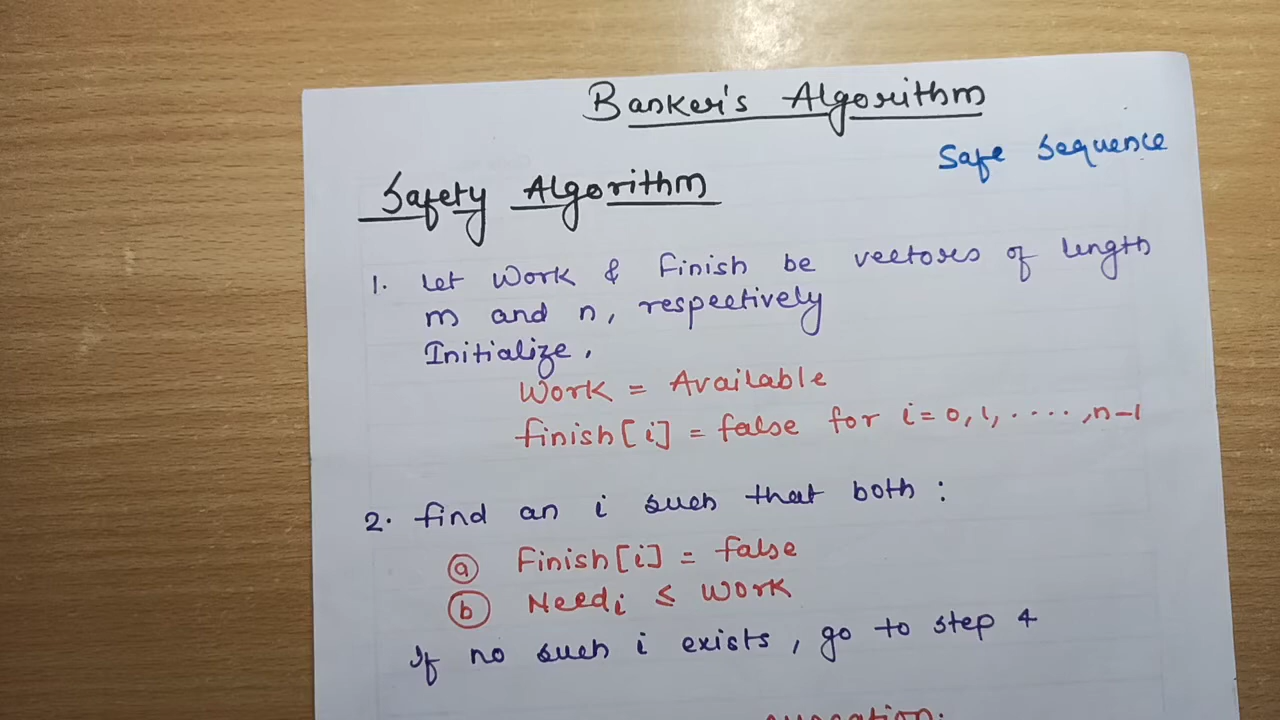 Banker's Algorithm
Safe Sequence
Safety Algorithm
1. Let Work & Finish be vectores of length
m and n, respectively
Initialize,
Work = Available
finish[i] = false for i=0,1,.....,n-1
2. find an i such that both :
(a) Finish[i] = false
(b) Needi ≤ Work
If no such i exists, go to step 4